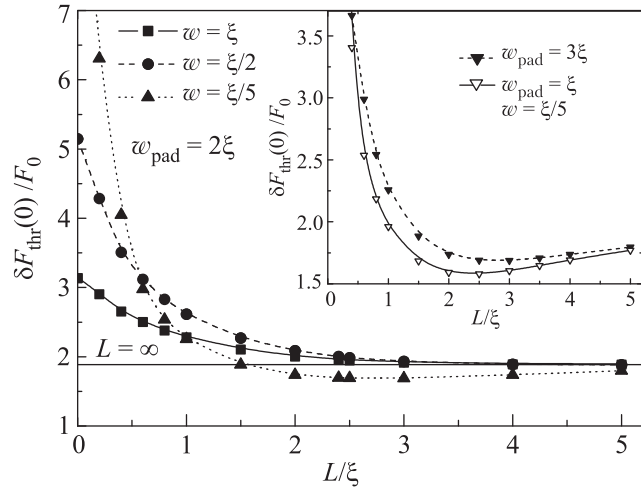 7
6
5
4
3
2
1
δF_thr(0)/F_0
w = ξ
w = ξ/2
w = ξ/5
w_pad = 2ξ
L = ∞
0
1
2
3
4
5
L/ξ
3.5
3.0
2.5
2.0
1.5
δF_thr(0)/F_0
w_pad = 3ξ
w_pad = ξ
w = ξ/5
0
1
2
3
4
5
L/ξ